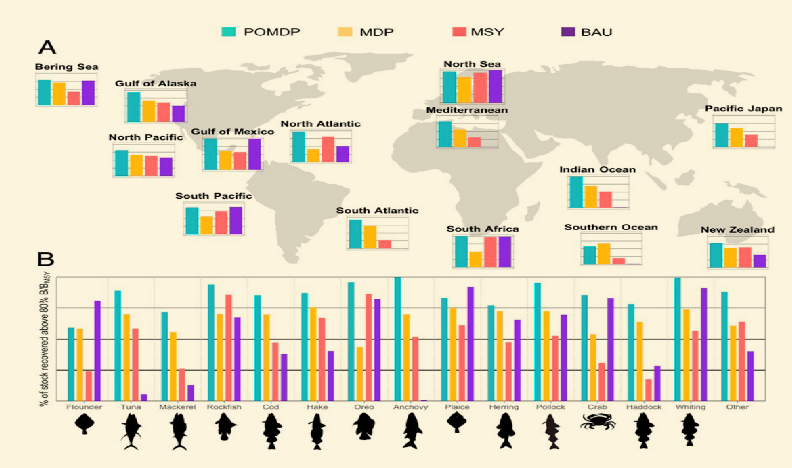 POMDP MDP MSY BAU
A
Bering Sea
North Sea
Gulf of Alaska
Mediterranean
Pacific Japan
North Pacific
Gulf of Mexico
North Atlantic
Indian Ocean
South Pacific
South Atlantic
South Africa
Southern Ocean
New Zealand
B
% of stock recovered above 80% B/BMSY
Flounder Tuna Mackerel Rockfish Cod Hake Oreo Anchovy Plaice Herring Pollock Crab Haddock Whiting Other